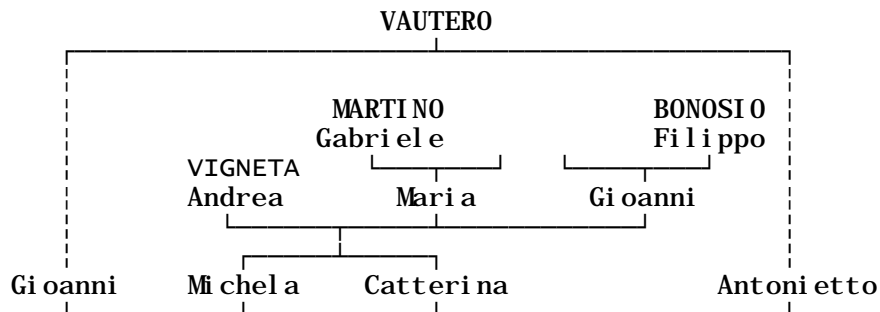 VAUTERO
MARTINO BONOSIO
Gabriele Filippo
VIGNETA
Andrea Maria Gioanni
Gioanni Michela Catterina Antonietto